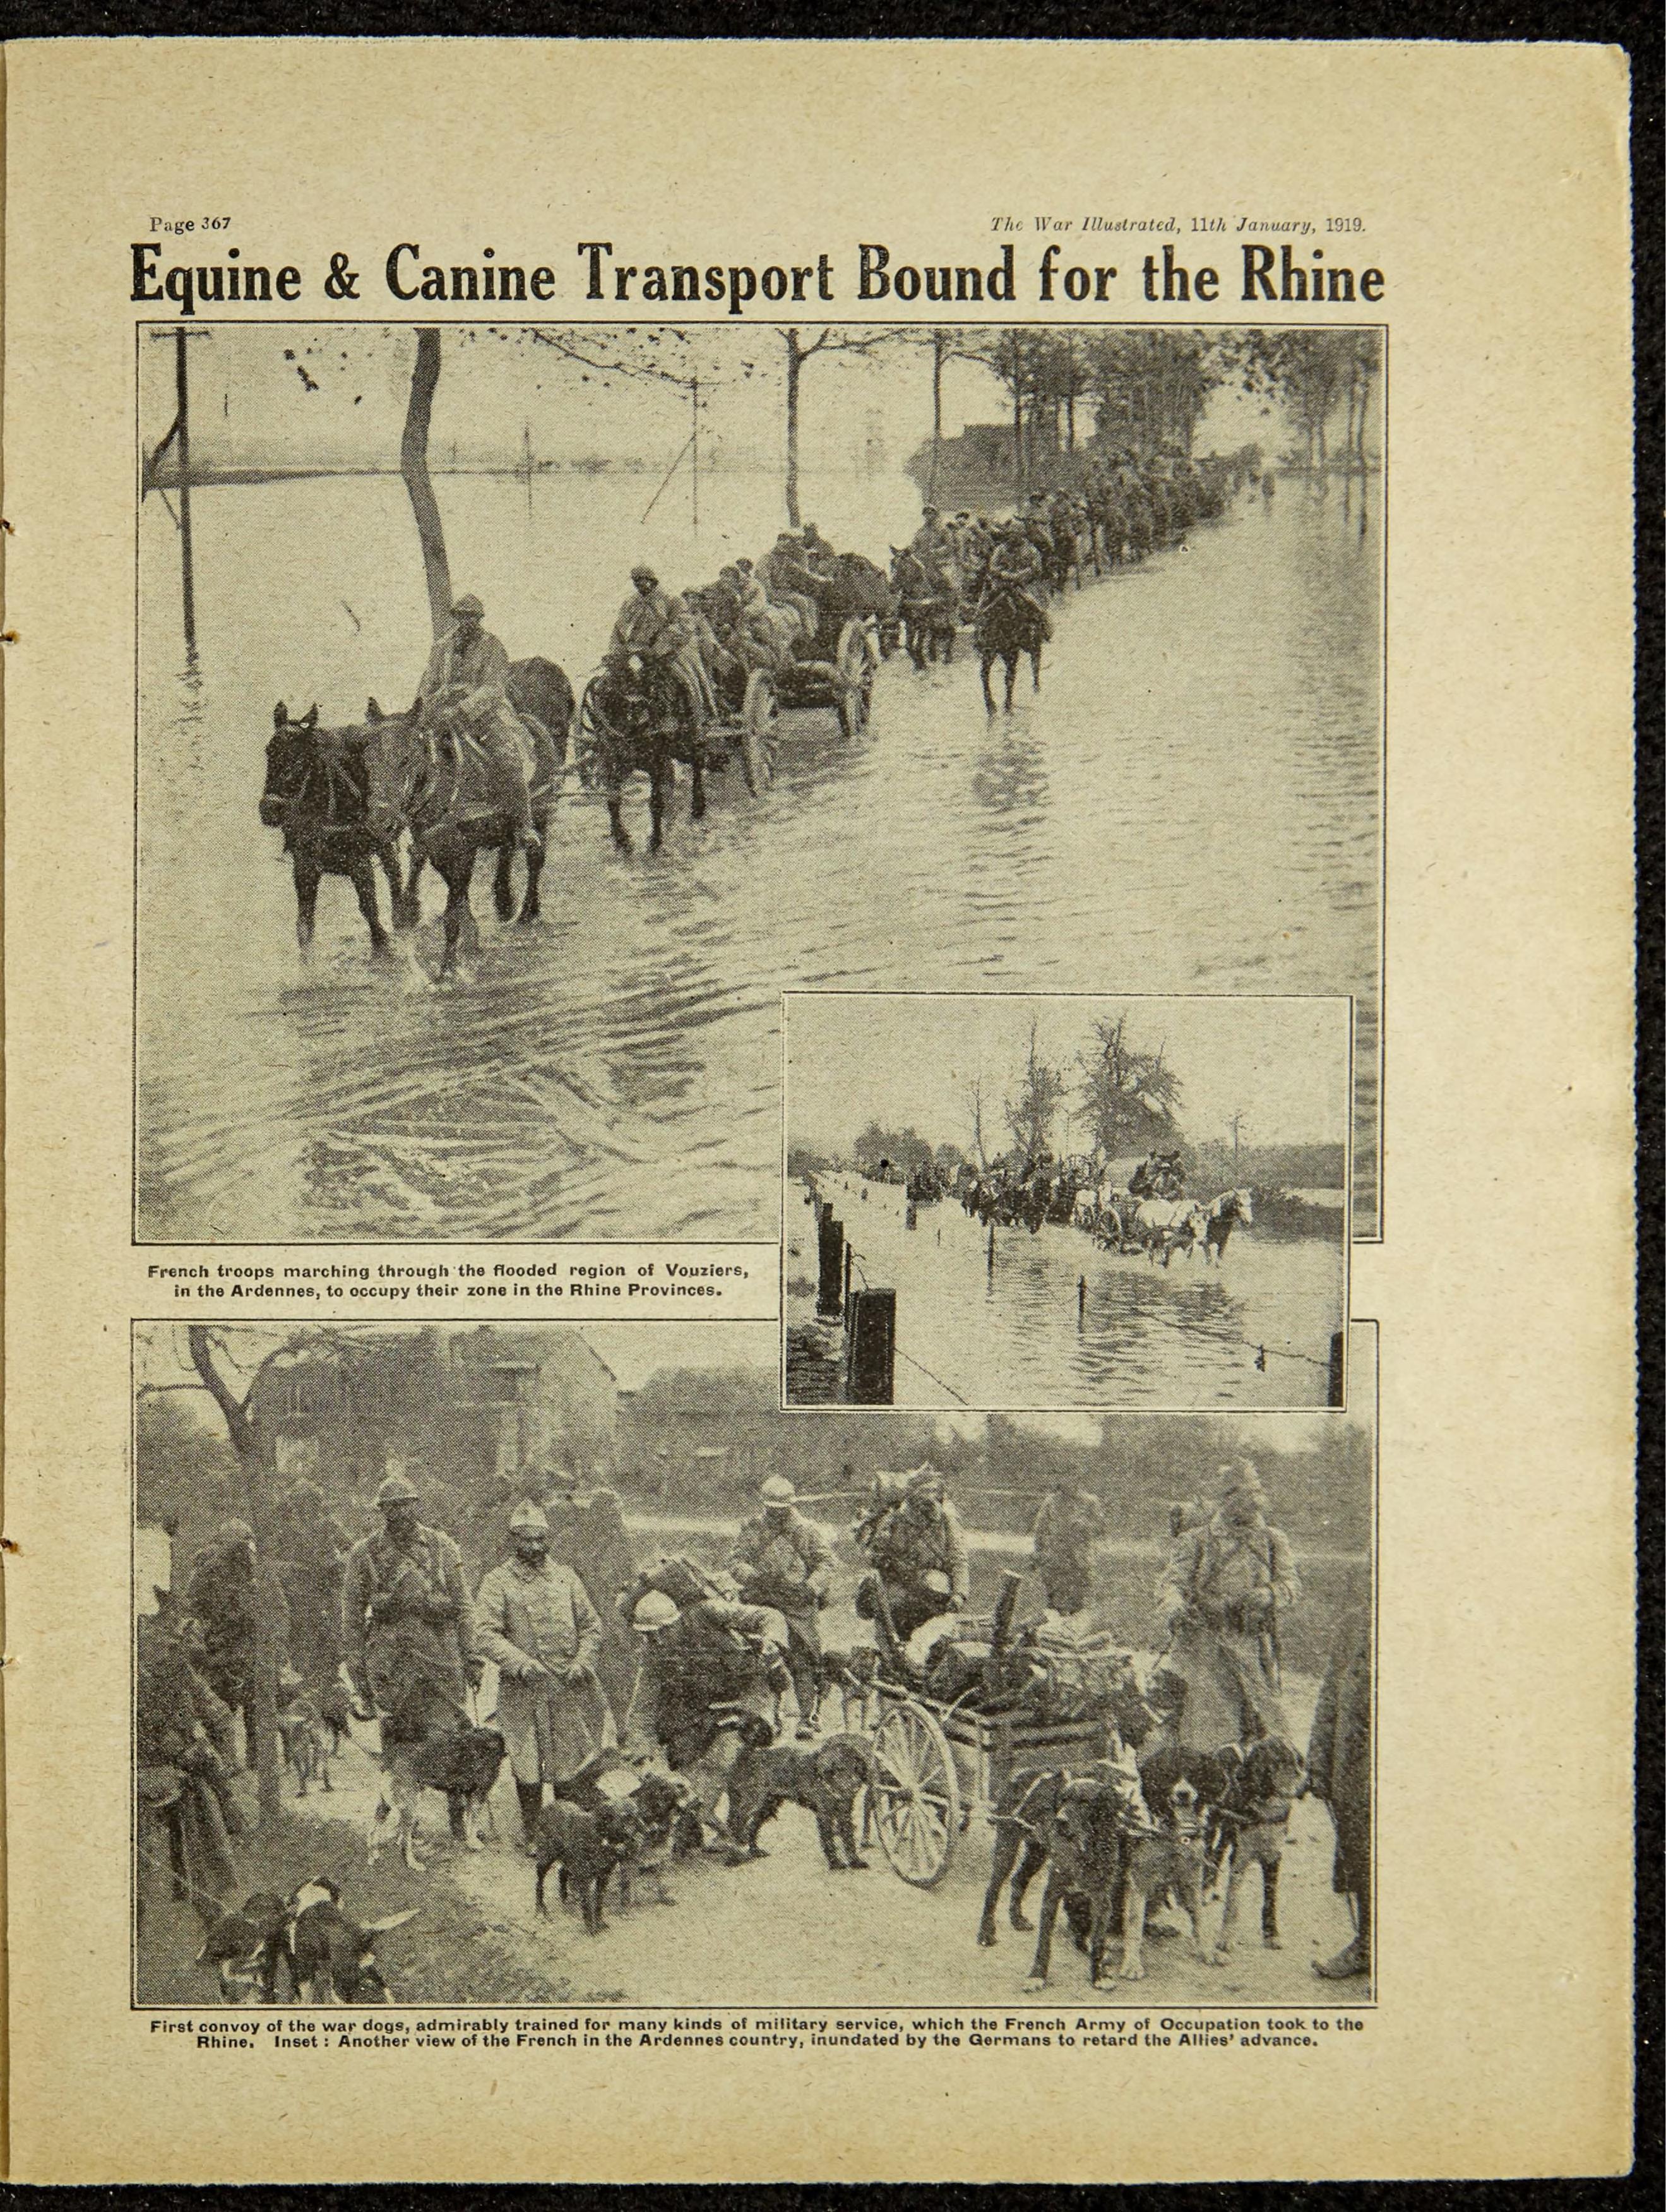 Page 367
The War Illustrated, 11th January, 1919.
Equine & Canine Transport Bound for the Rhine
French troops marching through the flooded region of Vouziers,
in the Ardennes, to occupy their zone in the Rhine Provinces.
First convoy of the war dogs, admirably trained for many kinds of military service, which the French Army of Occupation took to the
Rhine. Inset : Another view of the French in the Ardennes country, inundated by the Germans to retard the Allies' advance.